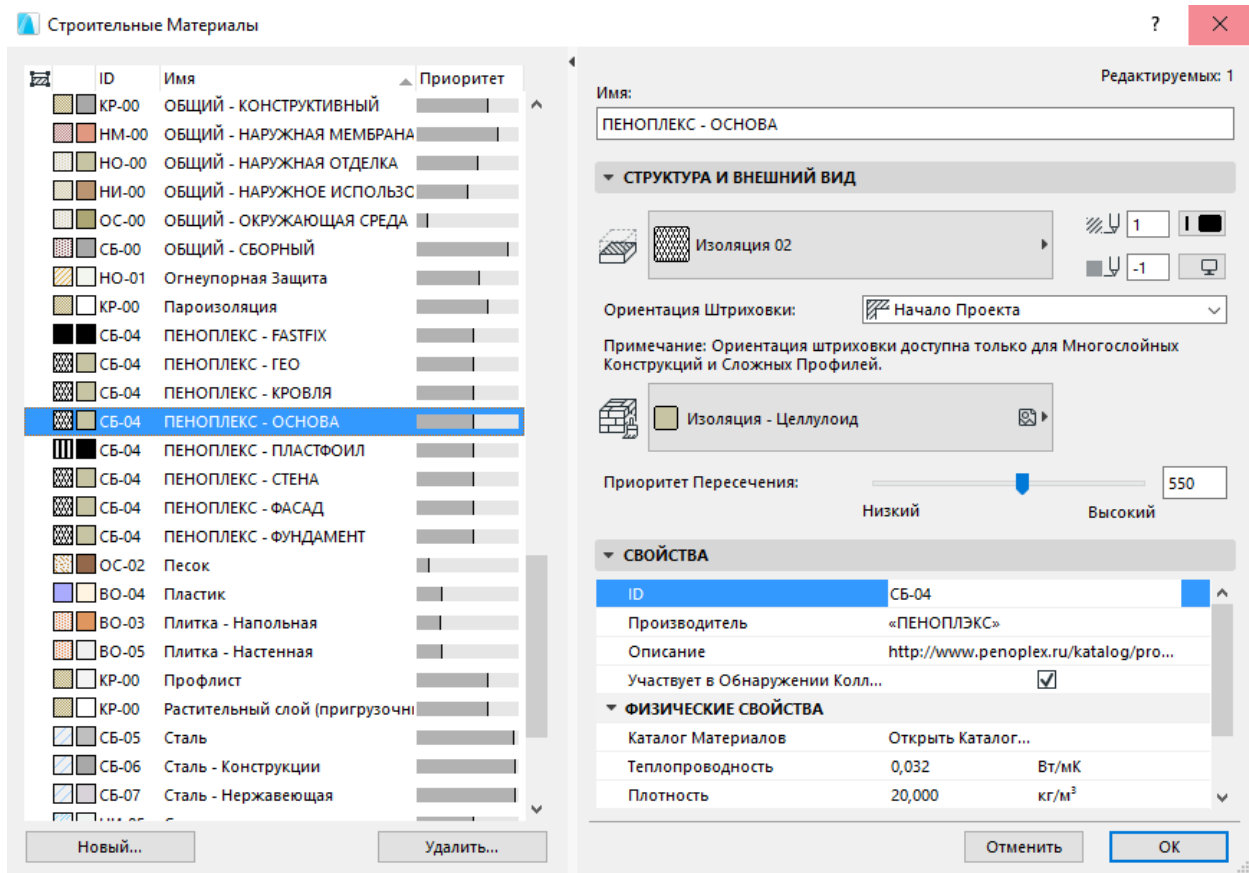 Строительные Материалы
?
ID Имя Приоритет
КР-00 ОБЩИЙ - КОНСТРУКТИВНЫЙ
НМ-00 ОБЩИЙ - НАРУЖНАЯ МЕМБРАНА
НО-00 ОБЩИЙ - НАРУЖНАЯ ОТДЕЛКА
НИ-00 ОБЩИЙ - НАРУЖНОЕ ИСПОЛЬЗО
ОС-00 ОБЩИЙ - ОКРУЖАЮЩАЯ СРЕДА
СБ-00 ОБЩИЙ - СБОРНЫЙ
НО-01 Огнеупорная Защита
КР-00 Пароизоляция
СБ-04 ПЕНОПЛЕКС - FASTFIX
СБ-04 ПЕНОПЛЕКС - ГЕО
СБ-04 ПЕНОПЛЕКС - КРОВЛЯ
СБ-04 ПЕНОПЛЕКС - ОСНОВА
СБ-04 ПЕНОПЛЕКС - ПЛАСТФОИЛ
СБ-04 ПЕНОПЛЕКС - СТЕНА
СБ-04 ПЕНОПЛЕКС - ФАСАД
СБ-04 ПЕНОПЛЕКС - ФУНДАМЕНТ
ОС-02 Песок
ВО-04 Пластик
ВО-03 Плитка - Напольная
ВО-05 Плитка - Настенная
КР-00 Профлист
КР-00 Растительный слой (пригрузочн
СБ-05 Сталь
СБ-06 Сталь - Конструкции
СБ-07 Сталь - Нержавеющая
Новый...
Удалить...
Редактируемых: 1
Имя:
ПЕНОПЛЕКС - ОСНОВА
СТРУКТУРА И ВНЕШНИЙ ВИД
Изоляция 02
1
-1
Ориентация Штриховки: Начало Проекта
Примечание: Ориентация штриховки доступна только для Многослойных
Конструкций и Сложных Профилей.
Изоляция - Целлулоид
Приоритет Пересечения: 550
Низкий Высокий
СВОЙСТВА
ID СБ-04
Производитель «ПЕНОПЛЭКС»
Описание http://www.penoplex.ru/katalog/pro...
Участвует в Обнаружении Колл...
ФИЗИЧЕСКИЕ СВОЙСТВА
Каталог Материалов Открыть Каталог...
Теплопроводность 0,032 Вт/мК
Плотность 20,000 кг/м³
Отменить
ОК